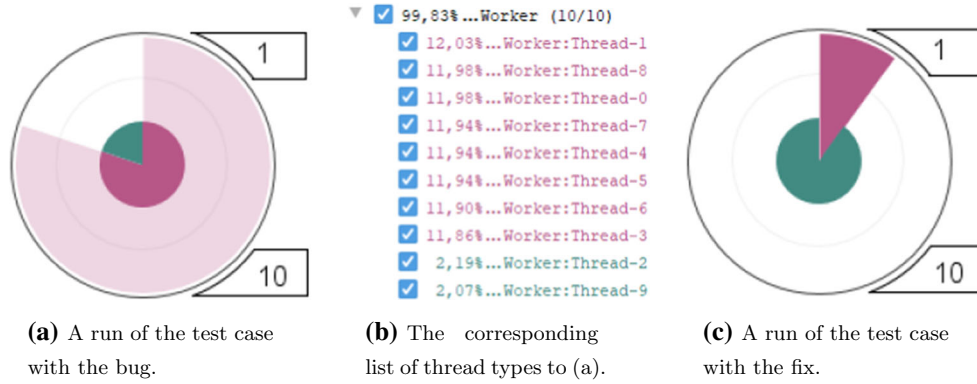 1
10
99,83%...Worker (10/10)
12,03%...Worker:Thread-1
11,98%...Worker:Thread-8
11,98%...Worker:Thread-0
11,94%...Worker:Thread-7
11,94%...Worker:Thread-4
11,94%...Worker:Thread-5
11,90%...Worker:Thread-6
11,86%...Worker:Thread-3
2,19%...Worker:Thread-2
2,07%...Worker:Thread-9
1
10
(a) A run of the test case
with the bug.
(b) The corresponding
list of thread types to (a).
(c) A run of the test case
with the fix.